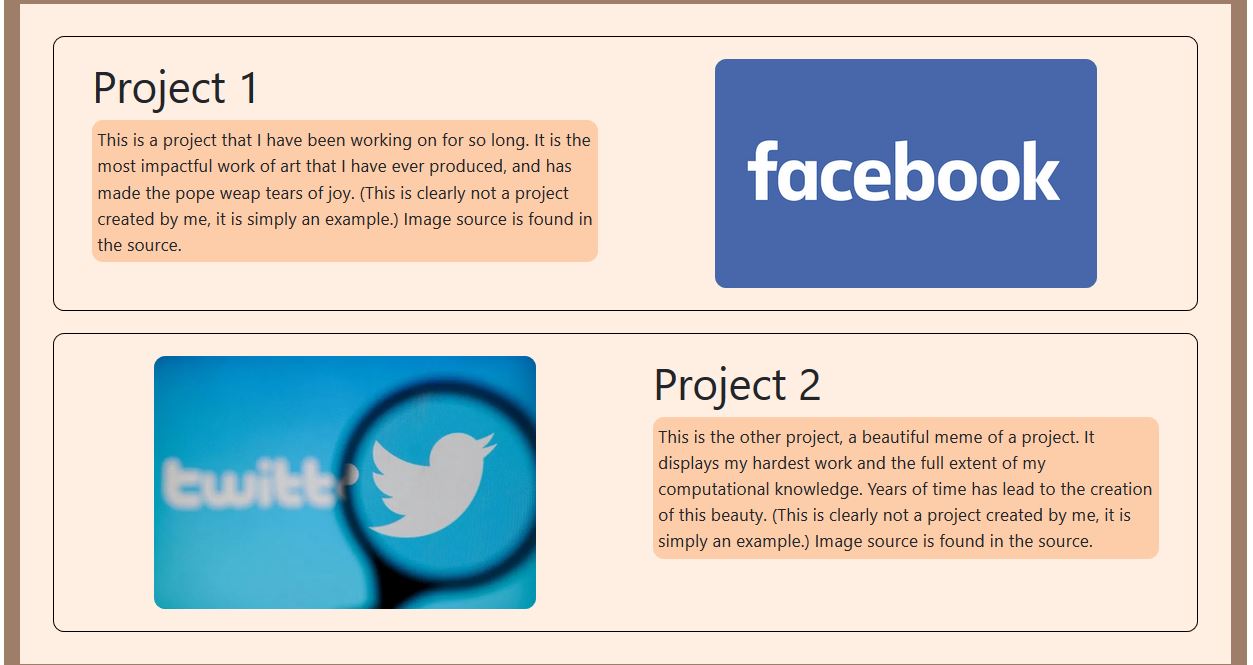 Project 1
This is a project that I have been working on for so long. It is the
most impactful work of art that I have ever produced, and has
made the pope weap tears of joy. (This is clearly not a project
created by me, it is simply an example.) Image source is found in
the source.
facebook
twitt
Project 2
This is the other project, a beautiful meme of a project. It
displays my hardest work and the full extent of my
computational knowledge. Years of time has lead to the creation
of this beauty. (This is clearly not a project created by me, it is
simply an example.) Image source is found in the source.